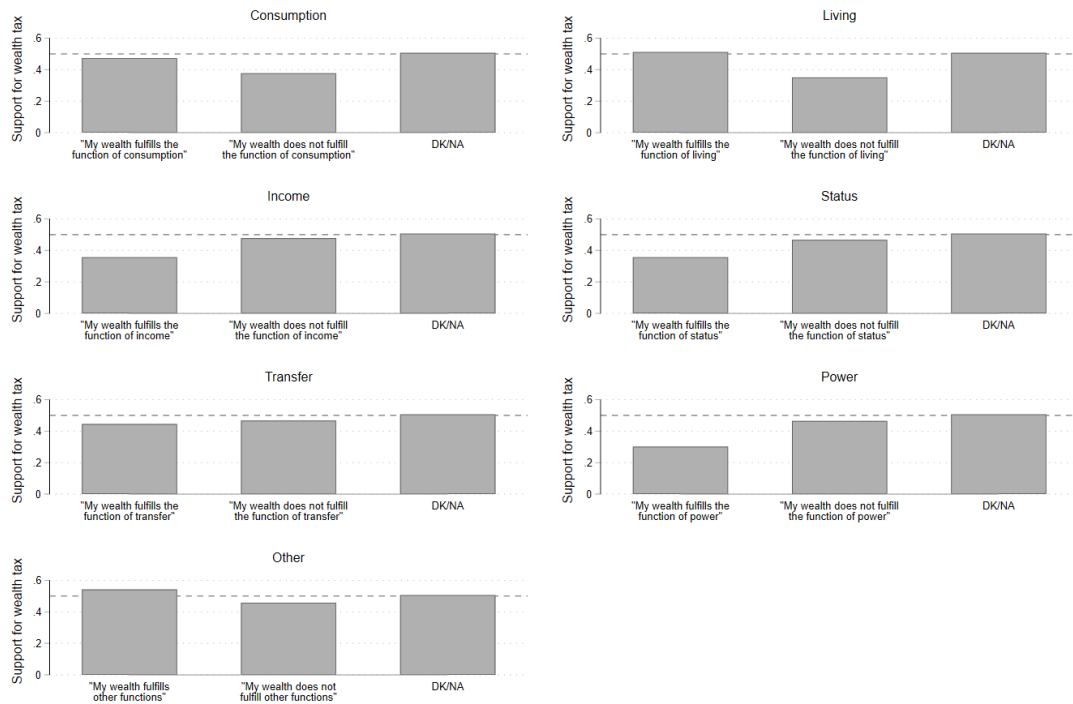 Consumption
Support for wealth tax
.6
.4
.2
0
"My wealth fulfills the
function of consumption"
"My wealth does not fulfill
the function of consumption"
DK/NA
Living
Support for wealth tax
.6
.4
.2
0
"My wealth fulfills the
function of living"
"My wealth does not fulfill
the function of living"
DK/NA
Income
Support for wealth tax
.6
.4
.2
0
"My wealth fulfills the
function of income"
"My wealth does not fulfill
the function of income"
DK/NA
Status
Support for wealth tax
.6
.4
.2
0
"My wealth fulfills the
function of status"
"My wealth does not fulfill
the function of status"
DK/NA
Transfer
Support for wealth tax
.6
.4
.2
0
"My wealth fulfills the
function of transfer"
"My wealth does not fulfill
the function of transfer"
DK/NA
Power
Support for wealth tax
.6
.4
.2
0
"My wealth fulfills the
function of power"
"My wealth does not fulfill
the function of power"
DK/NA
Other
Support for wealth tax
.6
.4
.2
0
"My wealth fulfills
other functions"
"My wealth does not
fulfill other functions"
DK/NA